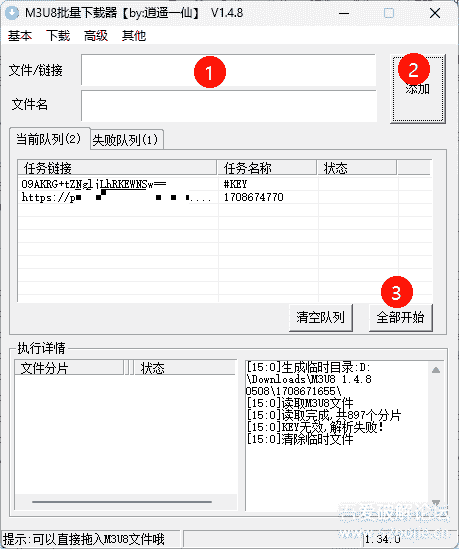 M3U8批量下载器【by:逍遥一仙】 V1.4.8
基本 下载 高级 其他
文件/链接
1
2
添加
文件名
当前队列(2) 失败队列(1)
任务链接 任务名称 状态
#KEY
https://p .... 1708674770
3
清空队列 全部开始
执行详情
文件分片 状态
[15:0]生成临时目录:D:
\Downloads\M3U8 1.4.8
0508\1708671655\
[15:0]读取M3U8文件
[15:0]读取完成,共897个分片
[15:0]KEY无效,解析失败!
[15:0]清除临时文件
提示:可以直接拖入M3U8文件哦
1.34.0